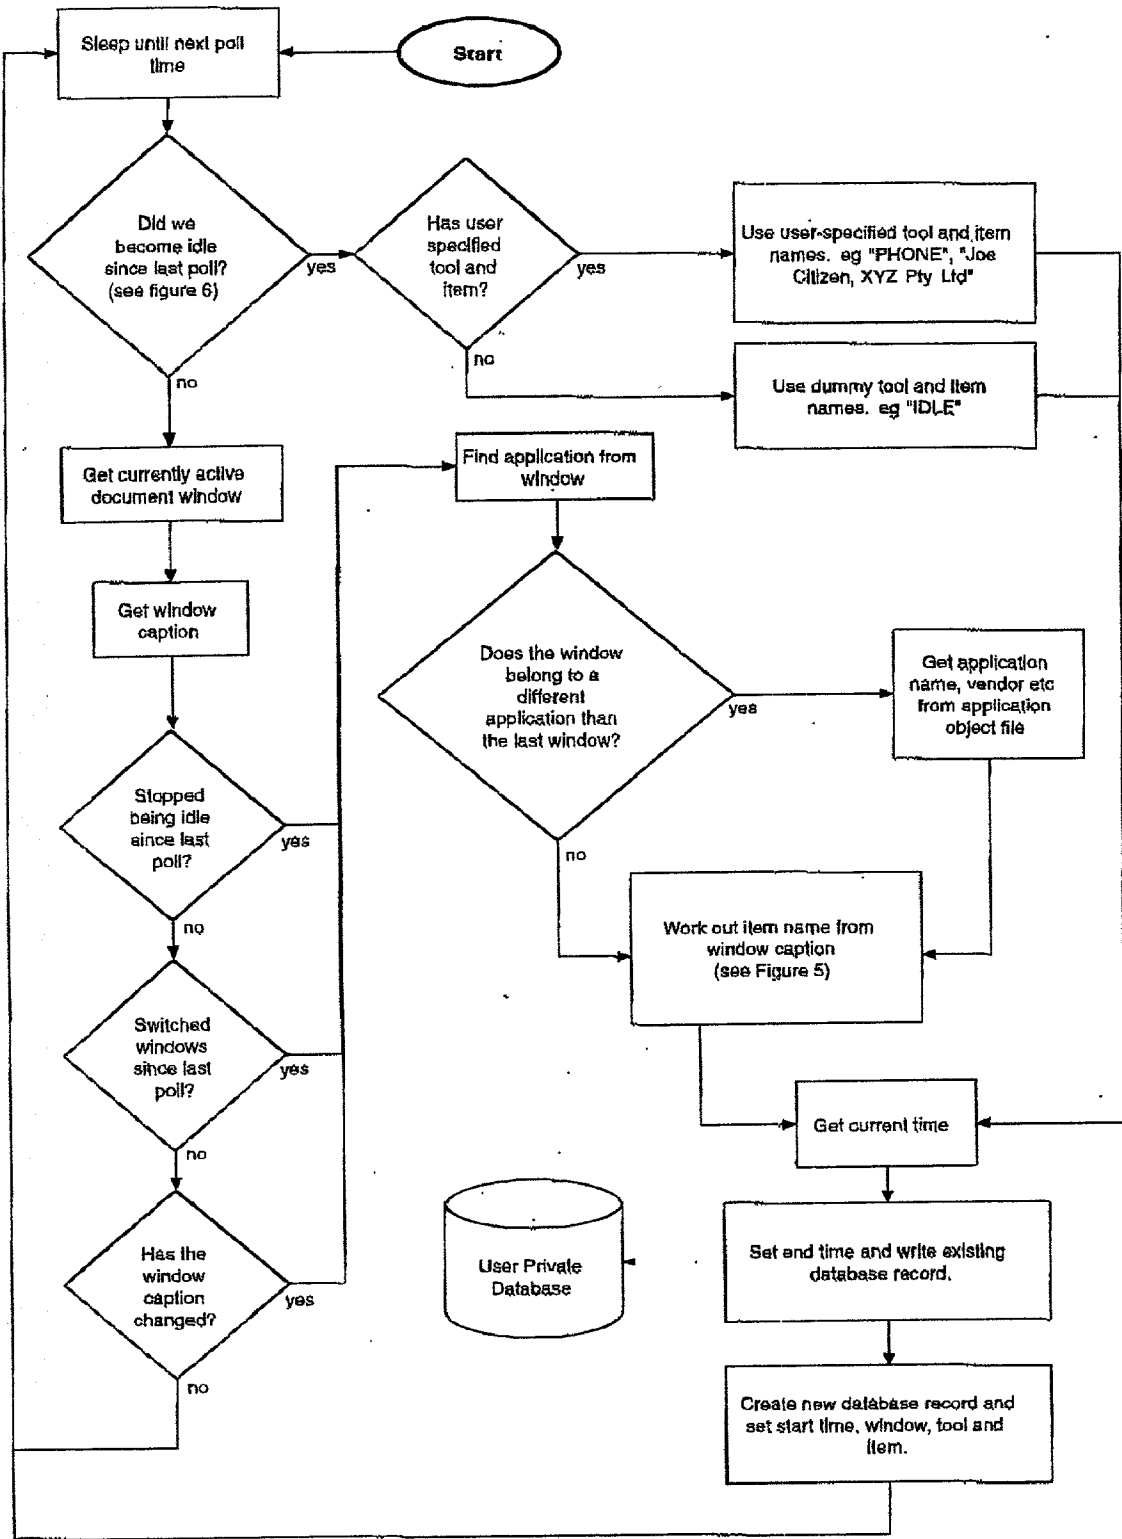 Sleep until next poll
time
Start
Did we
become idle
since last poll?
(see figure 6)
yes
no
Has user
specified
tool and
item?
yes
no
Use user-specified tool and item
names. eg "PHONE", "Joe
Citizen, XYZ Pty Ltd"
Use dummy tool and item
names. eg "IDLE"
Get currently active
document window
Find application from
window
Get window
caption
Does the window
belong to a
different
application than
the last window?
yes
no
Get application
name, vendor etc
from application
object file
Stopped
being idle
since last
poll?
yes
no
Work out item name from
window caption
(see Figure 5)
Switched
windows
since last
poll?
yes
no
Get current time
Has the
window
caption
changed?
yes
no
User Private
Database
Set end time and write existing
database record.
Create new database record and
set start time, window, tool and
item.